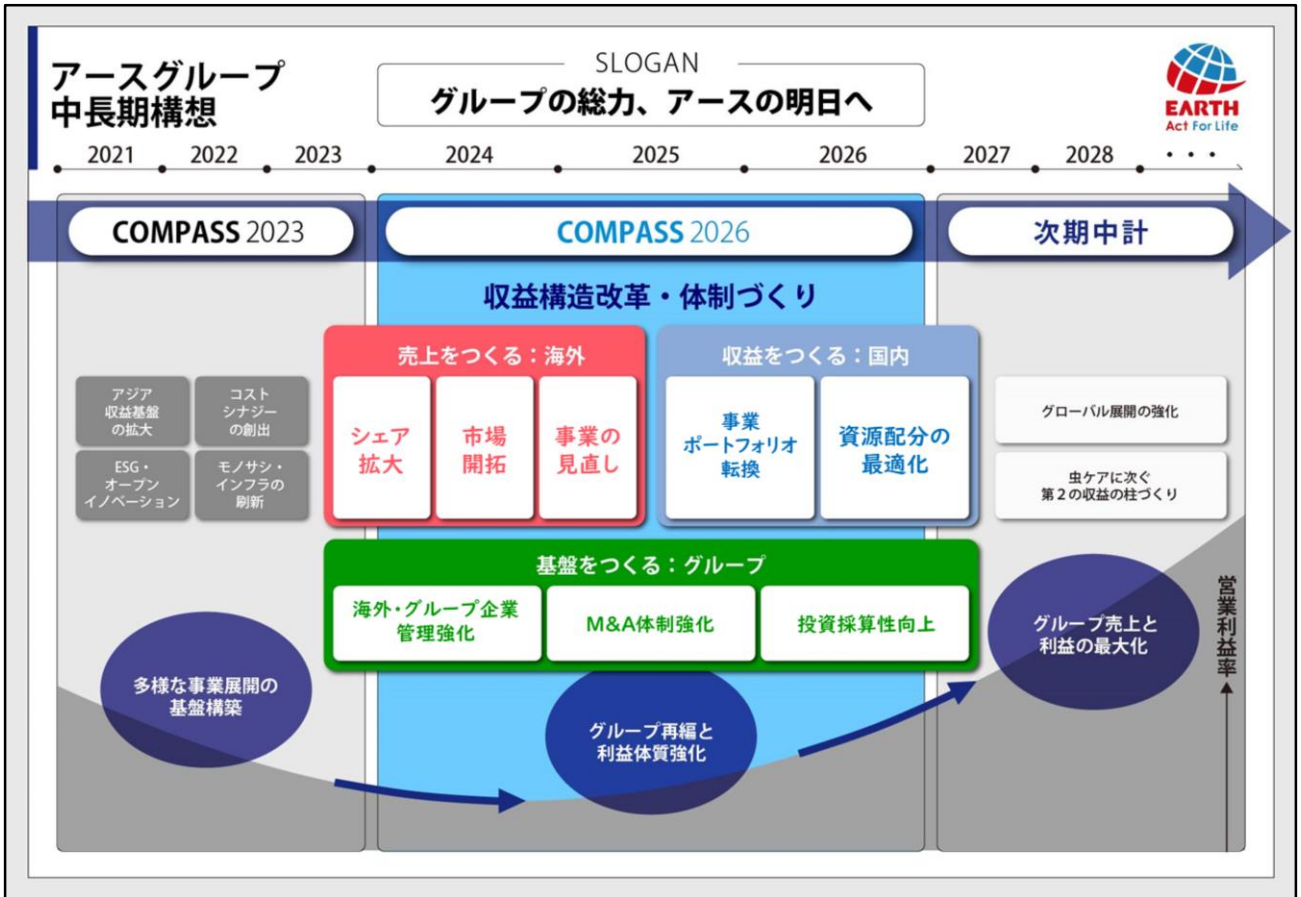 アースグループ
中長期構想
SLOGAN
グループの総力、アースの明日へ
EARTH
Act For Life
2021 2022 2023 2024 2025 2026 2027 2028 ・・・
COMPASS 2023
COMPASS 2026
次期中計
収益構造改革・体制づくり
アジア
収益基盤
の拡大
コスト
シナジー
の創出
ESG・
オープン
イノベーション
モノサシ・
インフラの
刷新
売上をつくる：海外
シェア
拡大
市場
開拓
事業の
見直し
収益をつくる：国内
事業
ポートフォリオ
転換
資源配分の
最適化
グローバル展開の強化
虫ケアに次ぐ
第２の収益の柱づくり
基盤をつくる：グループ
海外・グループ企業
管理強化
M&A体制強化
投資採算性向上
多様な事業展開の
基盤構築
グループ再編と
利益体質強化
グループ売上と
利益の最大化
営業利益率